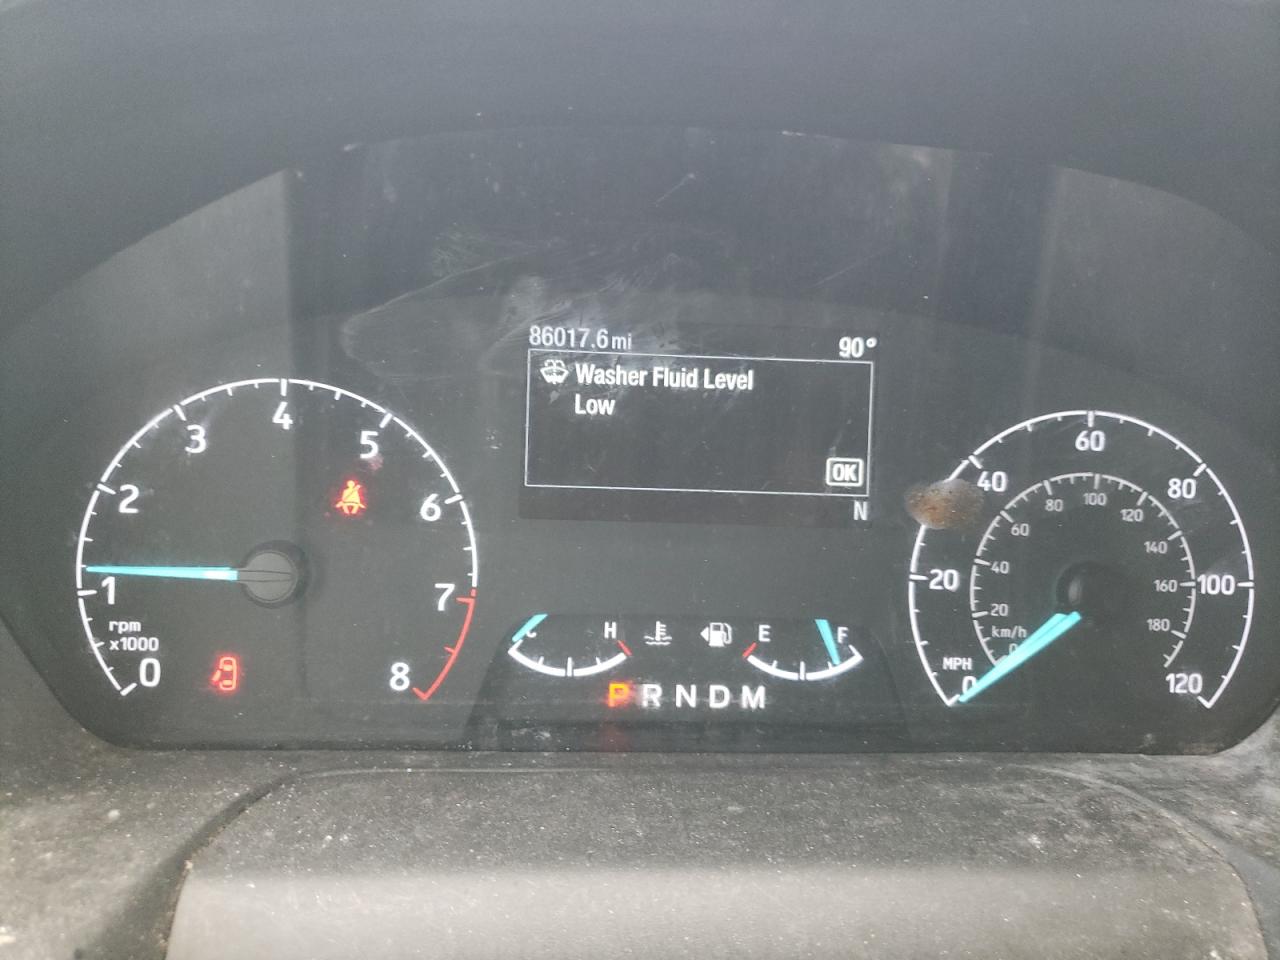 86017.6 mi 90°
Washer Fluid Level
Low
OK
N
0 1 2 3 4 5 6 7 8
rpm
x1000
C H E F
P R N D M
0 20 40 60 80 100 120
MPH
0 20 40 60 80 100 120 140 160 180
km/h